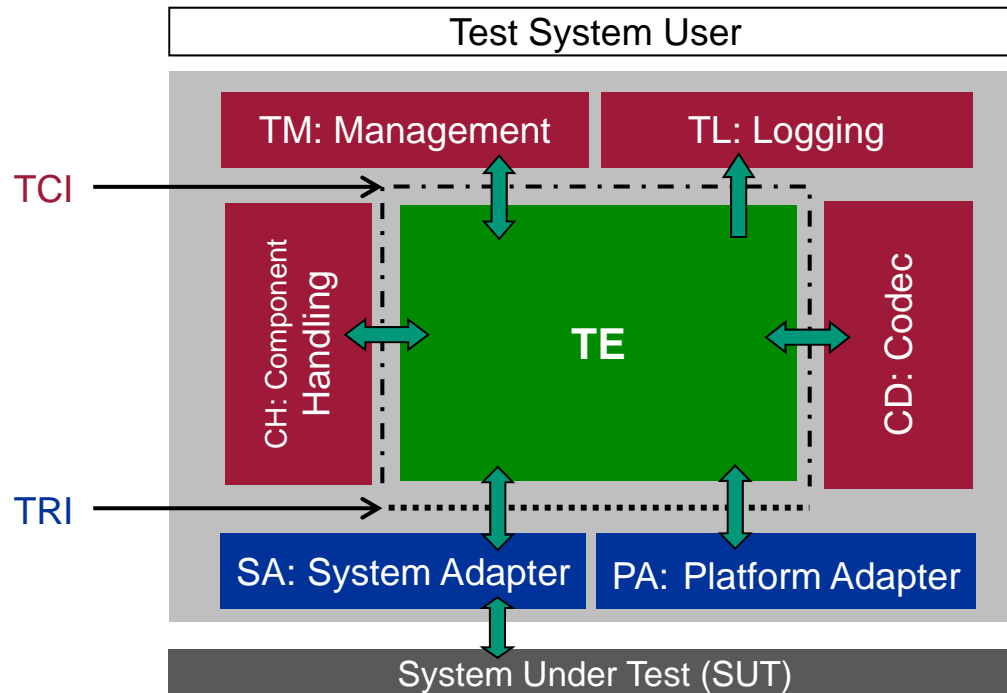 Test System User
TM: Management
TL: Logging
TCI
CH: Component
Handling
TE
CD: Codec
TRI
SA: System Adapter
PA: Platform Adapter
System Under Test (SUT)